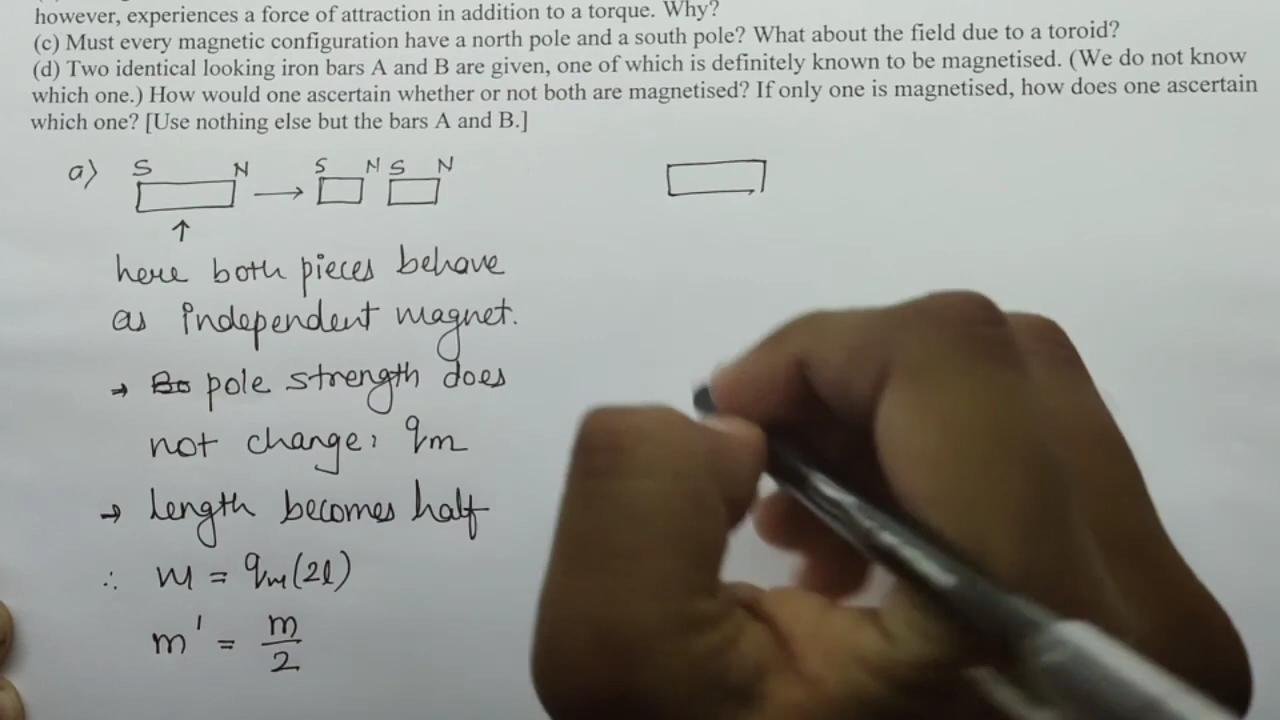 however, experiences a force of attraction in addition to a torque. Why?
(c) Must every magnetic configuration have a north pole and a south pole? What about the field due to a toroid?
(d) Two identical looking iron bars A and B are given, one of which is definitely known to be magnetised. (We do not know
which one.) How would one ascertain whether or not both are magnetised? If only one is magnetised, how does one ascertain
which one? [Use nothing else but the bars A and B.]
a) S N → S N S N
↑
here both pieces behave
as independent magnet.
→ pole strength does
not change, qm
→ length becomes half
∴ m = qm(2l)
m' = m/2